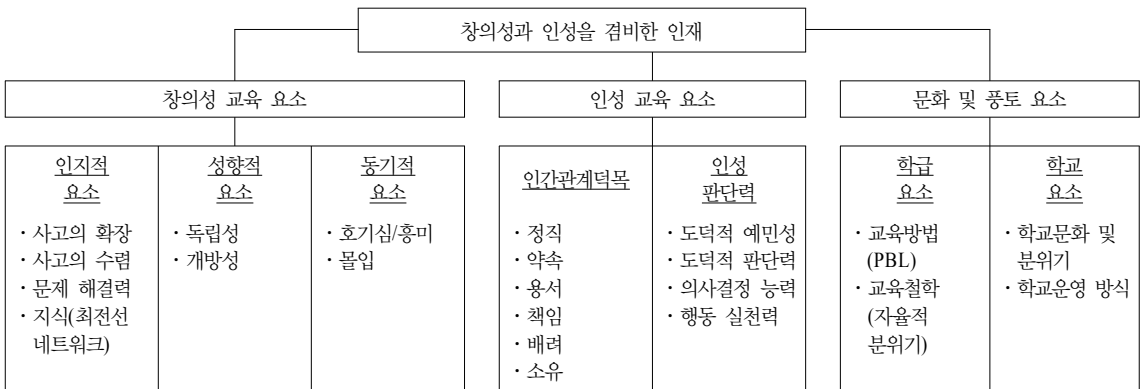 창의성과 인성을 겸비한 인재
창의성 교육 요소
인성 교육 요소
문화 및 풍토 요소
인지적
요소
· 사고의 확장
· 사고의 수렴
· 문제 해결력
· 지식(최전선
네트워크)
성향적
요소
· 독립성
· 개방성
동기적
요소
· 호기심/흥미
· 몰입
인간관계덕목
· 정직
· 약속
· 용서
· 책임
· 배려
· 소유
인성
판단력
· 도덕적 예민성
· 도덕적 판단력
· 의사결정 능력
· 행동 실천력
학급
요소
· 교육방법
(PBL)
· 교육철학
(자율적
분위기)
학교
요소
· 학교문화 및
분위기
· 학교운영 방식